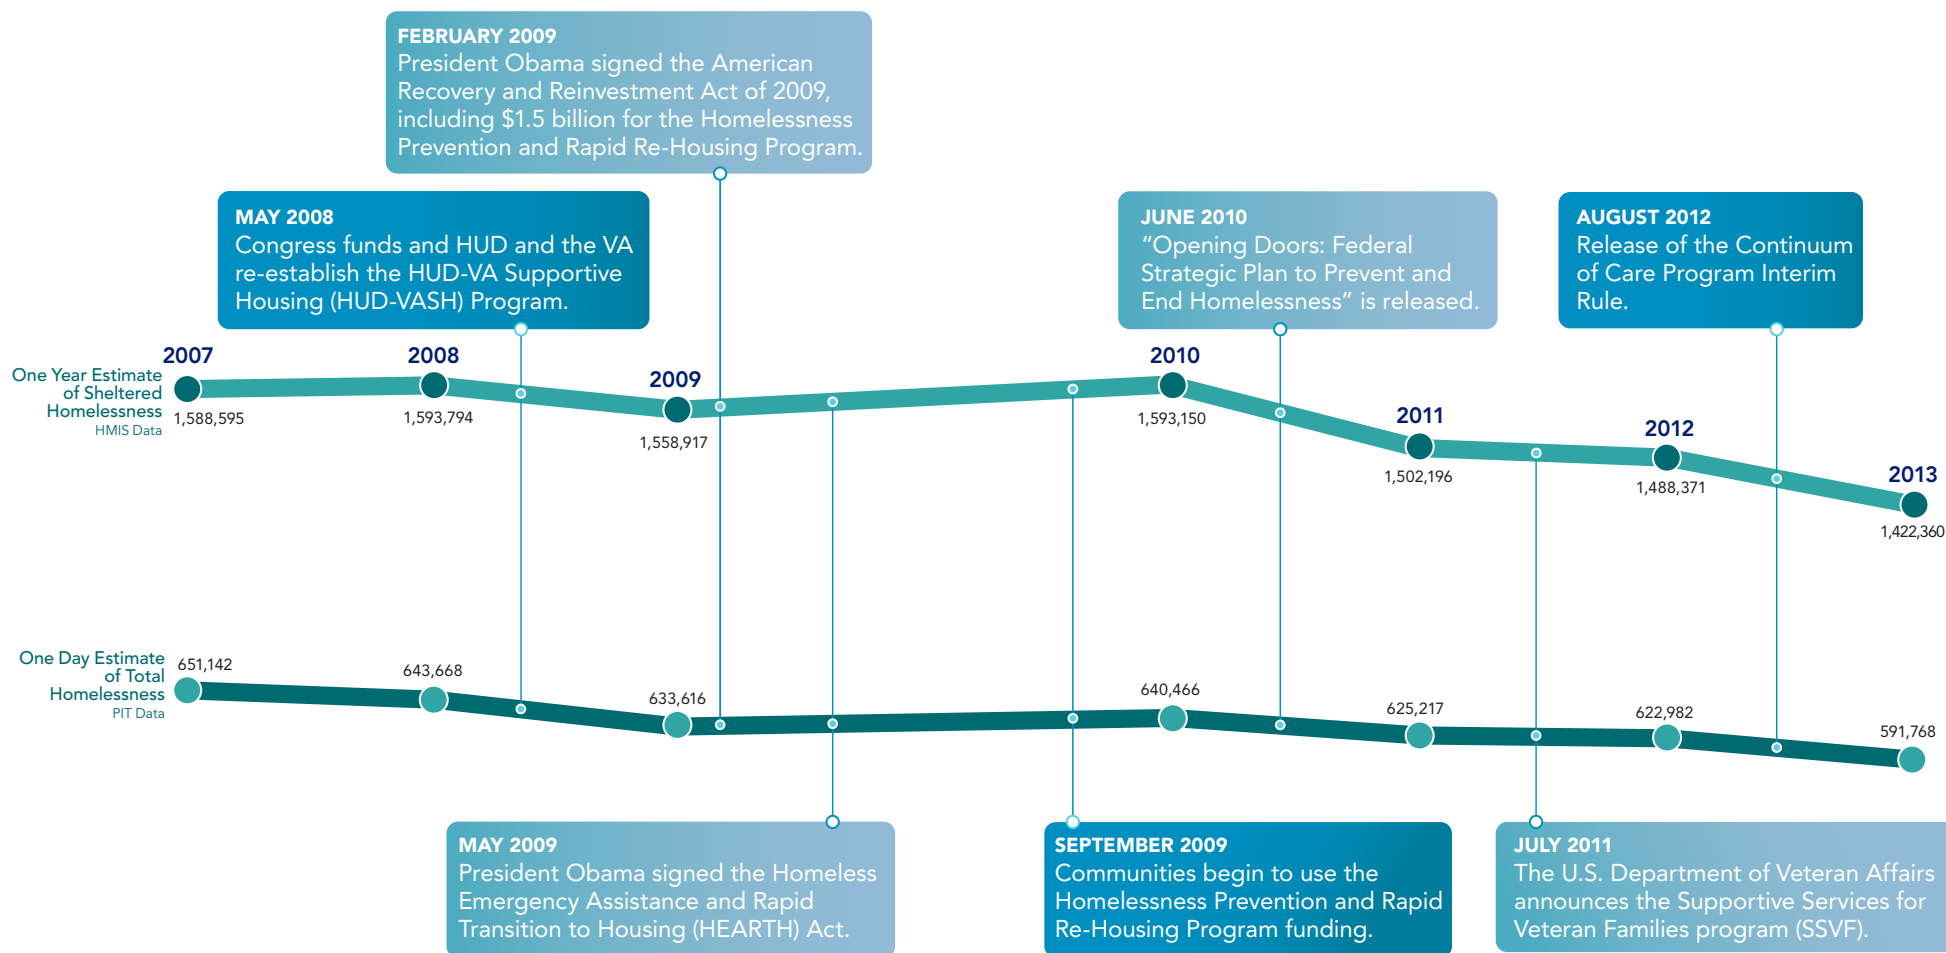 FEBRUARY 2009
President Obama signed the American
Recovery and Reinvestment Act of 2009,
including $1.5 billion for the Homelessness
Prevention and Rapid Re-Housing Program.
MAY 2008
Congress funds and HUD and the VA
re-establish the HUD-VA Supportive
Housing (HUD-VASH) Program.
JUNE 2010
"Opening Doors: Federal
Strategic Plan to Prevent and
End Homelessness" is released.
AUGUST 2012
Release of the Continuum
of Care Program Interim
Rule.
One Year Estimate
of Sheltered
Homelessness
HMIS Data
2007
1,588,595
2008
1,593,794
2009
1,558,917
2010
1,593,150
2011
1,502,196
2012
1,488,371
2013
1,422,360
One Day Estimate
of Total
Homelessness
PIT Data
651,142
643,668
633,616
640,466
625,217
622,982
591,768
MAY 2009
President Obama signed the Homeless
Emergency Assistance and Rapid
Transition to Housing (HEARTH) Act.
SEPTEMBER 2009
Communities begin to use the
Homelessness Prevention and Rapid
Re-Housing Program funding.
JULY 2011
The U.S. Department of Veteran Affairs
announces the Supportive Services for
Veteran Families program (SSVF).